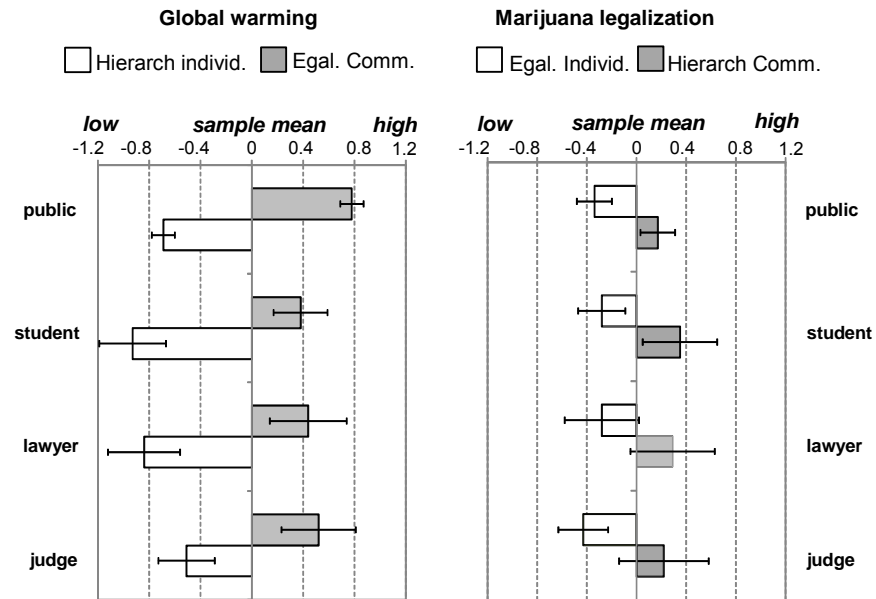 Global warming
Hierarch individ. Egal. Comm.
low sample mean high
-1.2 -0.8 -0.4 0 0.4 0.8 1.2
public
student
lawyer
judge
Marijuana legalization
Egal. Individ. Hierarch Comm.
low sample mean high
-1.2 -0.8 -0.4 0 0.4 0.8 1.2
public
student
lawyer
judge